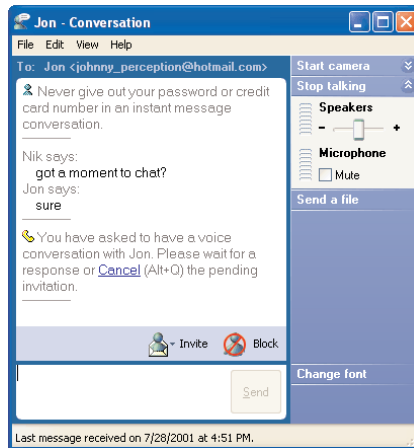 Jon - Conversation
File Edit View Help
To: Jon <johnny_perception@hotmail.com>
Never give out your password or credit
card number in an instant message
conversation.
Nik says:
got a moment to chat?
Jon says:
sure
You have asked to have a voice
conversation with Jon. Please wait for a
response or Cancel (Alt+Q) the pending
invitation.
Invite Block
Send
Last message received on 7/28/2001 at 4:51 PM.
Start camera
Stop talking
Speakers
- +
Microphone
Mute
Send a file
Change font